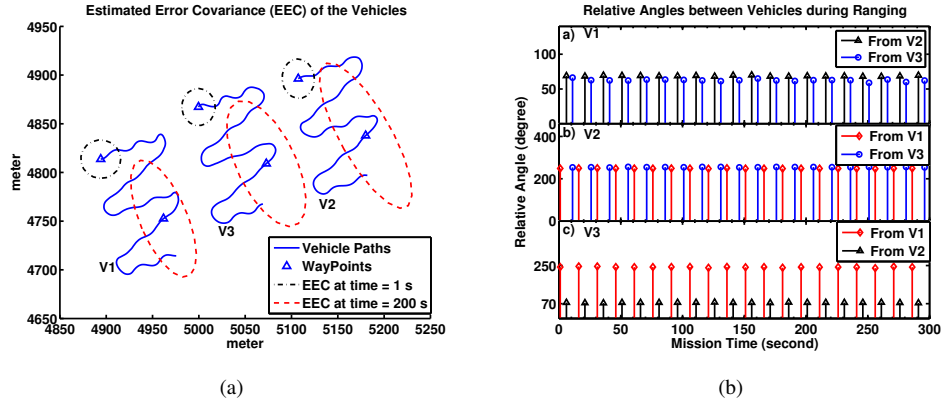 Estimated Error Covariance (EEC) of the Vehicles
4950
4900
4850
4800
4750
4700
4650
meter
V1
V3
V2
Vehicle Paths
WayPoints
EEC at time = 1 s
EEC at time = 200 s
4850 4900 4950 5000 5050 5100 5150 5200 5250
meter
(a)
Relative Angles between Vehicles during Ranging
a) V1
From V2
From V3
100
50
0
b) V2
From V1
From V3
400
200
0
c) V3
From V1
From V2
250
70
Relative Angle (degree)
0 50 100 150 200 250 300
Mission Time (second)
(b)